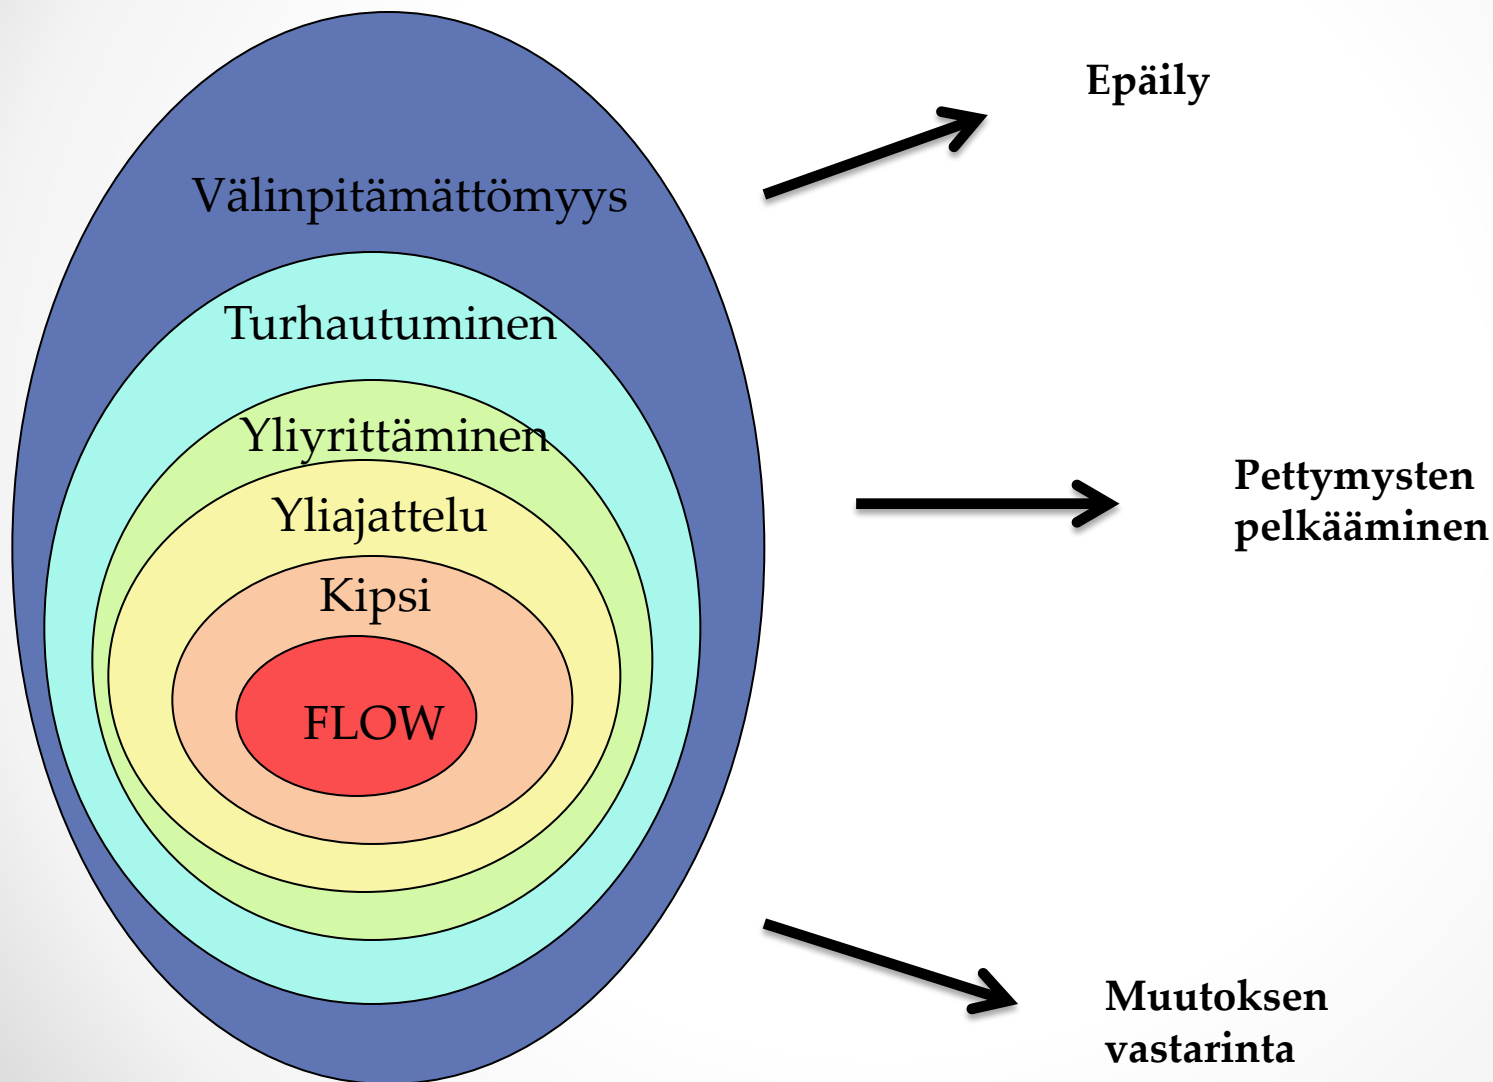 Epäily
Välinpitämättömyys
Turhautuminen
Yliyrittäminen
Yliajattelu
Kipsi
FLOW
Pettymysten
pelkääminen
Muutoksen
vastarinta